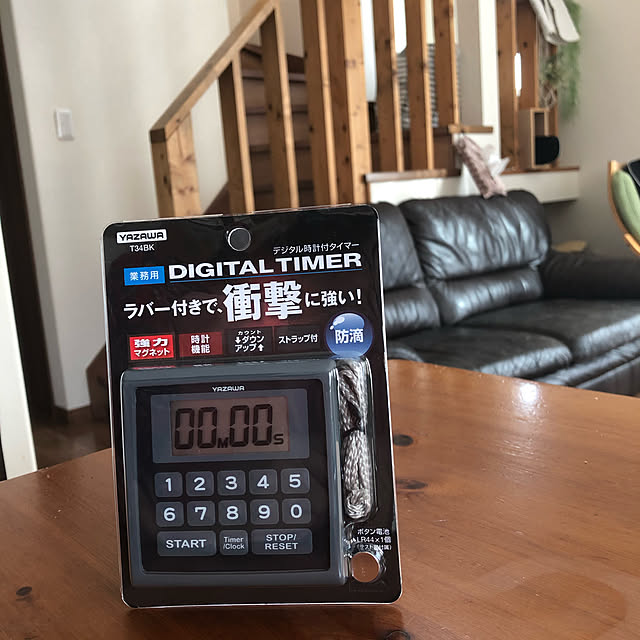 YAZAWA
T34BK
デジタル時計付タイマー
業務用 DIGITAL TIMER
ラバー付きで、衝撃に強い!
強力マグネット
時計機能
カウント
↓ダウン
アップ↑
ストラップ付
防滴
YAZAWA
00M00S
1 2 3 4 5
6 7 8 9 0
START Timer/Clock STOP/RESET
ボタン電池
LR44×1個